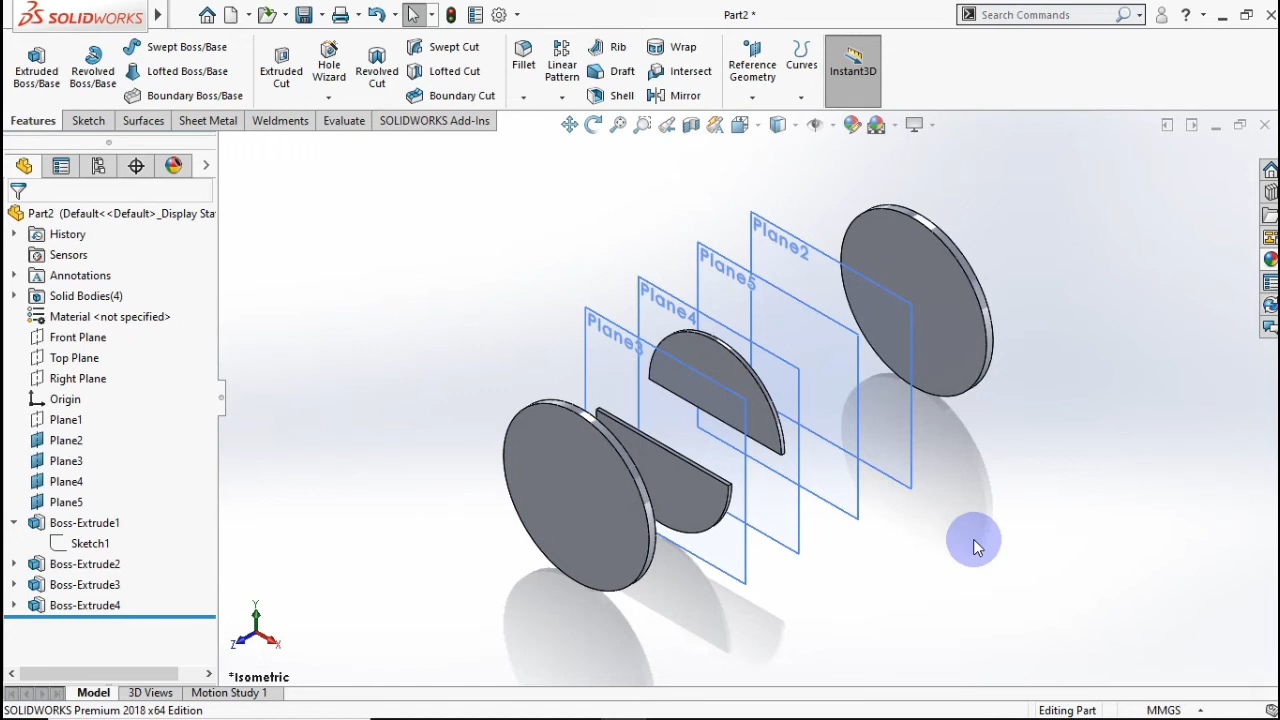 SOLIDWORKS
Part2 *
Search Commands
?
Extruded Boss/Base
Revolved Boss/Base
Swept Boss/Base
Lofted Boss/Base
Boundary Boss/Base
Extruded Cut
Hole Wizard
Revolved Cut
Swept Cut
Lofted Cut
Boundary Cut
Fillet
Linear Pattern
Rib
Draft
Shell
Wrap
Intersect
Mirror
Reference Geometry
Curves
Instant3D
Features
Sketch
Surfaces
Sheet Metal
Weldments
Evaluate
SOLIDWORKS Add-Ins
Part2 (Default<<Default>_Display Sta
History
Sensors
Annotations
Solid Bodies(4)
Material <not specified>
Front Plane
Top Plane
Right Plane
Origin
Plane1
Plane2
Plane3
Plane4
Plane5
Boss-Extrude1
Sketch1
Boss-Extrude2
Boss-Extrude3
Boss-Extrude4
Plane2
Plane5
Plane4
Plane3
Y
Z
X
*Isometric
Model
3D Views
Motion Study 1
SOLIDWORKS Premium 2018 x64 Edition
Editing Part
MMGS